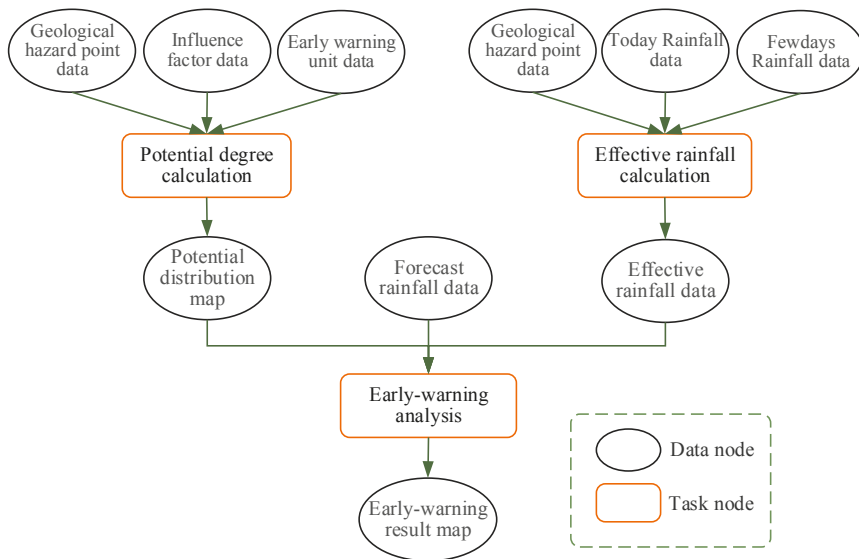 Geological
hazard point
data
Influence
factor data
Early warning
unit data
Geological
hazard point
data
Today Rainfall
data
Fewdays
Rainfall data
Potential degree
calculation
Effective rainfall
calculation
Potential
distribution
map
Forecast
rainfall data
Effective
rainfall data
Early-warning
analysis
Early-warning
result map
Data node
Task node